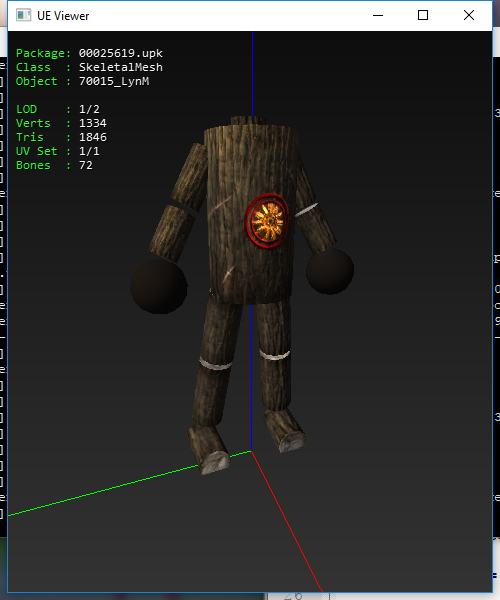 UE Viewer
Package: 00025619.upk
Class  : SkeletalMesh
Object : 70015_LynM
LOD    : 1/2
Verts  : 1334
Tris   : 1846
UV Set : 1/1
Bones  : 72